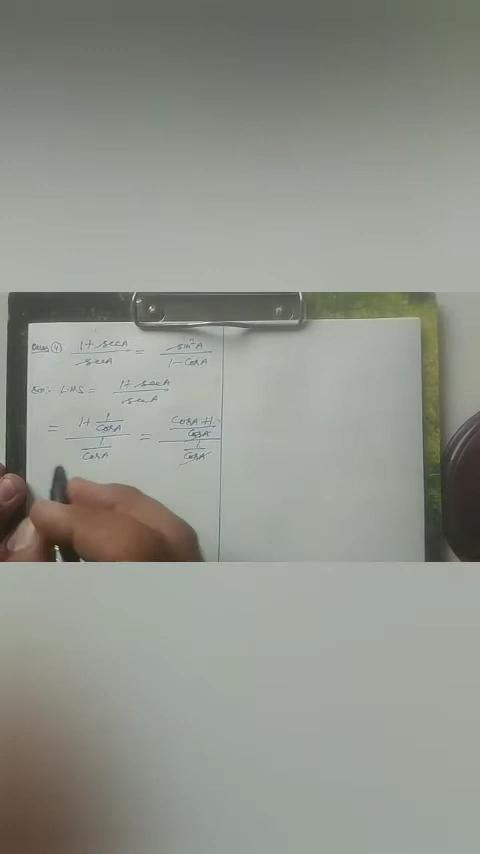 Ques ④ (1 + secA)/(secA) = (sin²A)/(1 - CosA)
Sol:- L.H.S = (1 + secA)/(secA)
= (1 + 1/CosA)/(1/CosA) = ((CosA + 1)/CosA)/(1/CosA)